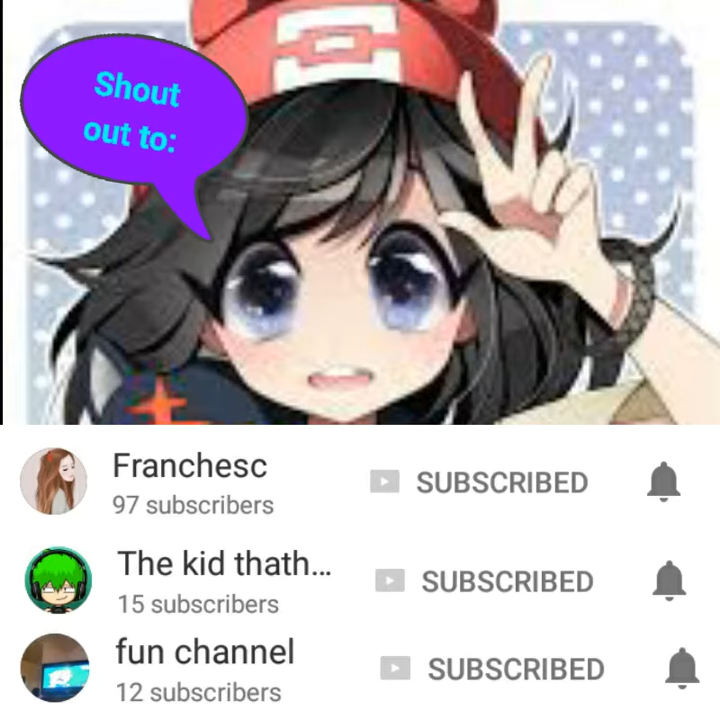 Shout
out to:
Franchesc
SUBSCRIBED
97 subscribers
The kid thath...
SUBSCRIBED
15 subscribers
fun channel
SUBSCRIBED
12 subscribers